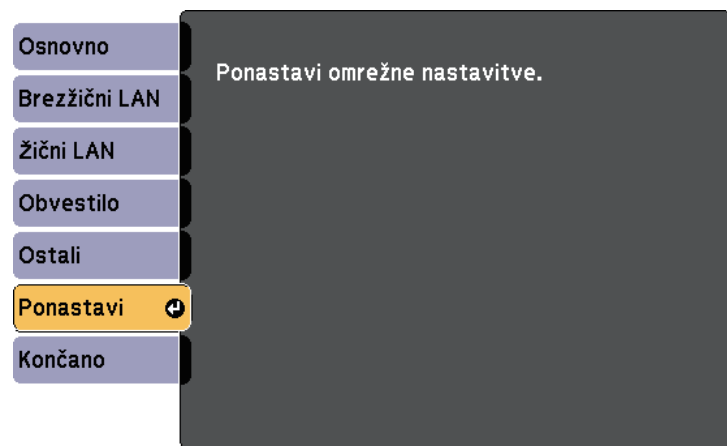 Osnovno
Brezžični LAN
Žični LAN
Obvestilo
Ostali
Ponastavi
Končano
Ponastavi omrežne nastavitve.